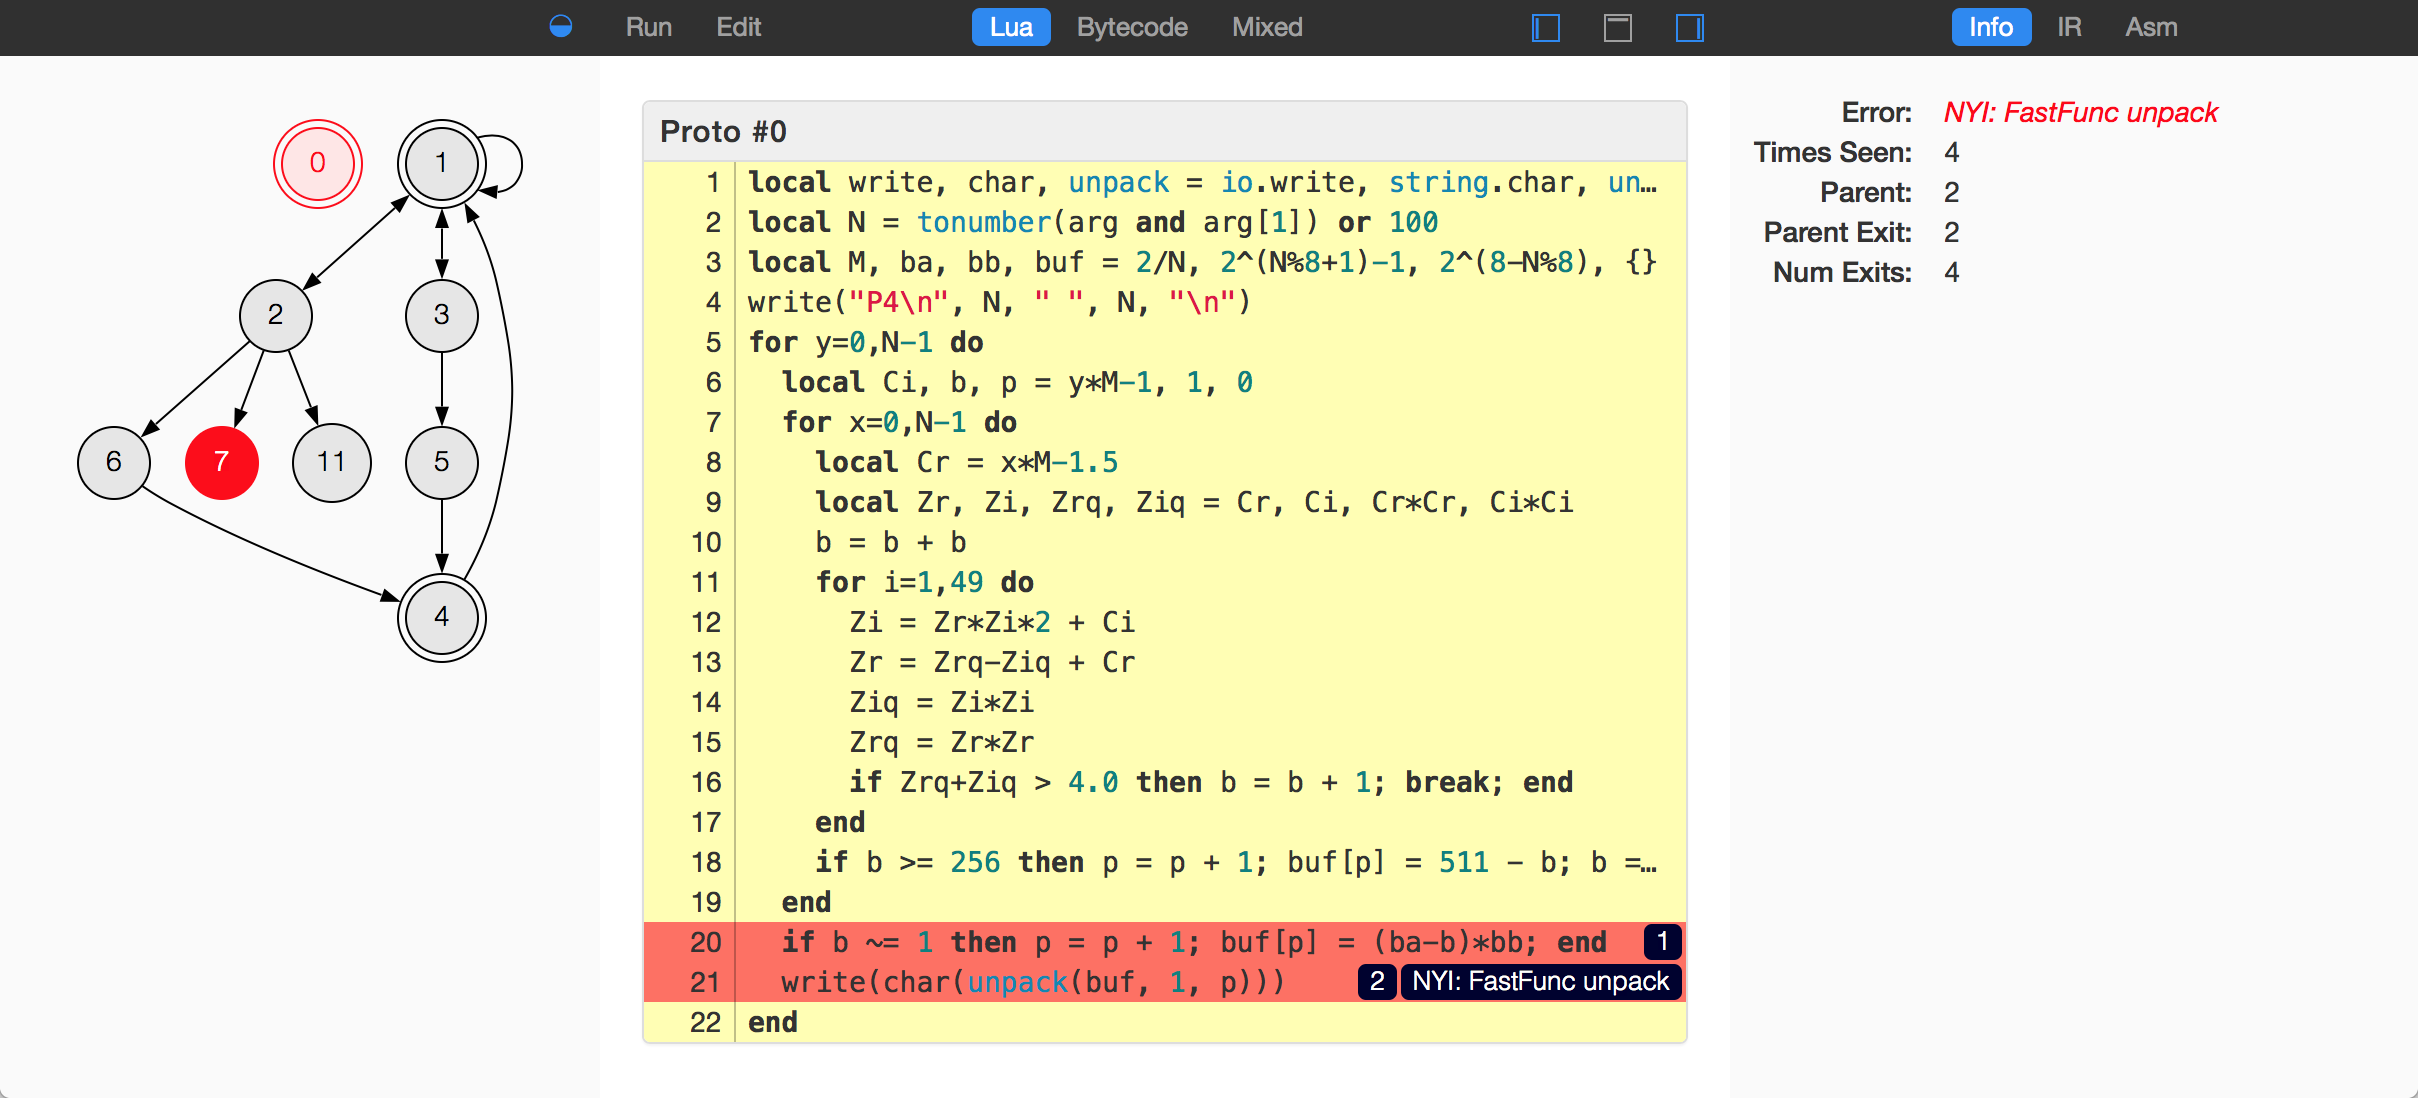 Run Edit Lua Bytecode Mixed Info IR Asm
0 1
2 3
6 7 11 5
4
Proto #0
1 local write, char, unpack = io.write, string.char, un…
2 local N = tonumber(arg and arg[1]) or 100
3 local M, ba, bb, buf = 2/N, 2^(N%8+1)-1, 2^(8-N%8), {}
4 write("P4\n", N, " ", N, "\n")
5 for y=0,N-1 do
6 local Ci, b, p = y*M-1, 1, 0
7 for x=0,N-1 do
8 local Cr = x*M-1.5
9 local Zr, Zi, Zrq, Ziq = Cr, Ci, Cr*Cr, Ci*Ci
10 b = b + b
11 for i=1,49 do
12 Zi = Zr*Zi*2 + Ci
13 Zr = Zrq-Ziq + Cr
14 Ziq = Zi*Zi
15 Zrq = Zr*Zr
16 if Zrq+Ziq > 4.0 then b = b + 1; break; end
17 end
18 if b >= 256 then p = p + 1; buf[p] = 511 - b; b =…
19 end
20 if b ~= 1 then p = p + 1; buf[p] = (ba-b)*bb; end 1
21 write(char(unpack(buf, 1, p))) 2 NYI: FastFunc unpack
22 end
Error: NYI: FastFunc unpack
Times Seen: 4
Parent: 2
Parent Exit: 2
Num Exits: 4